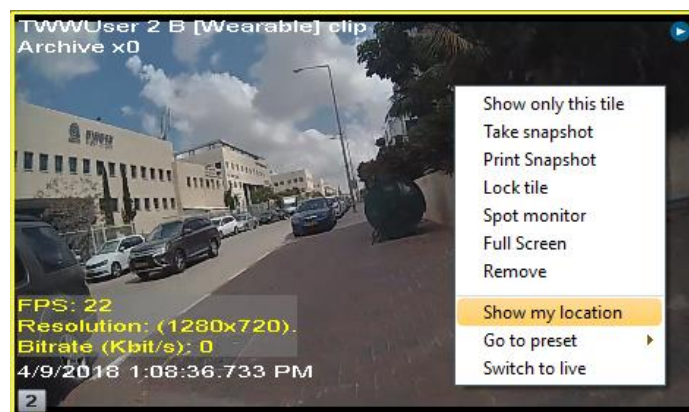 TWWUser 2 B [Wearable] clip
Archive x0
Show only this tile
Take snapshot
Print Snapshot
Lock tile
Spot monitor
Full Screen
Remove
Show my location
Go to preset
Switch to live
FPS: 22
Resolution: (1280x720).
Bitrate (Kbit/s): 0
4/9/2018 1:08:36.733 PM
2